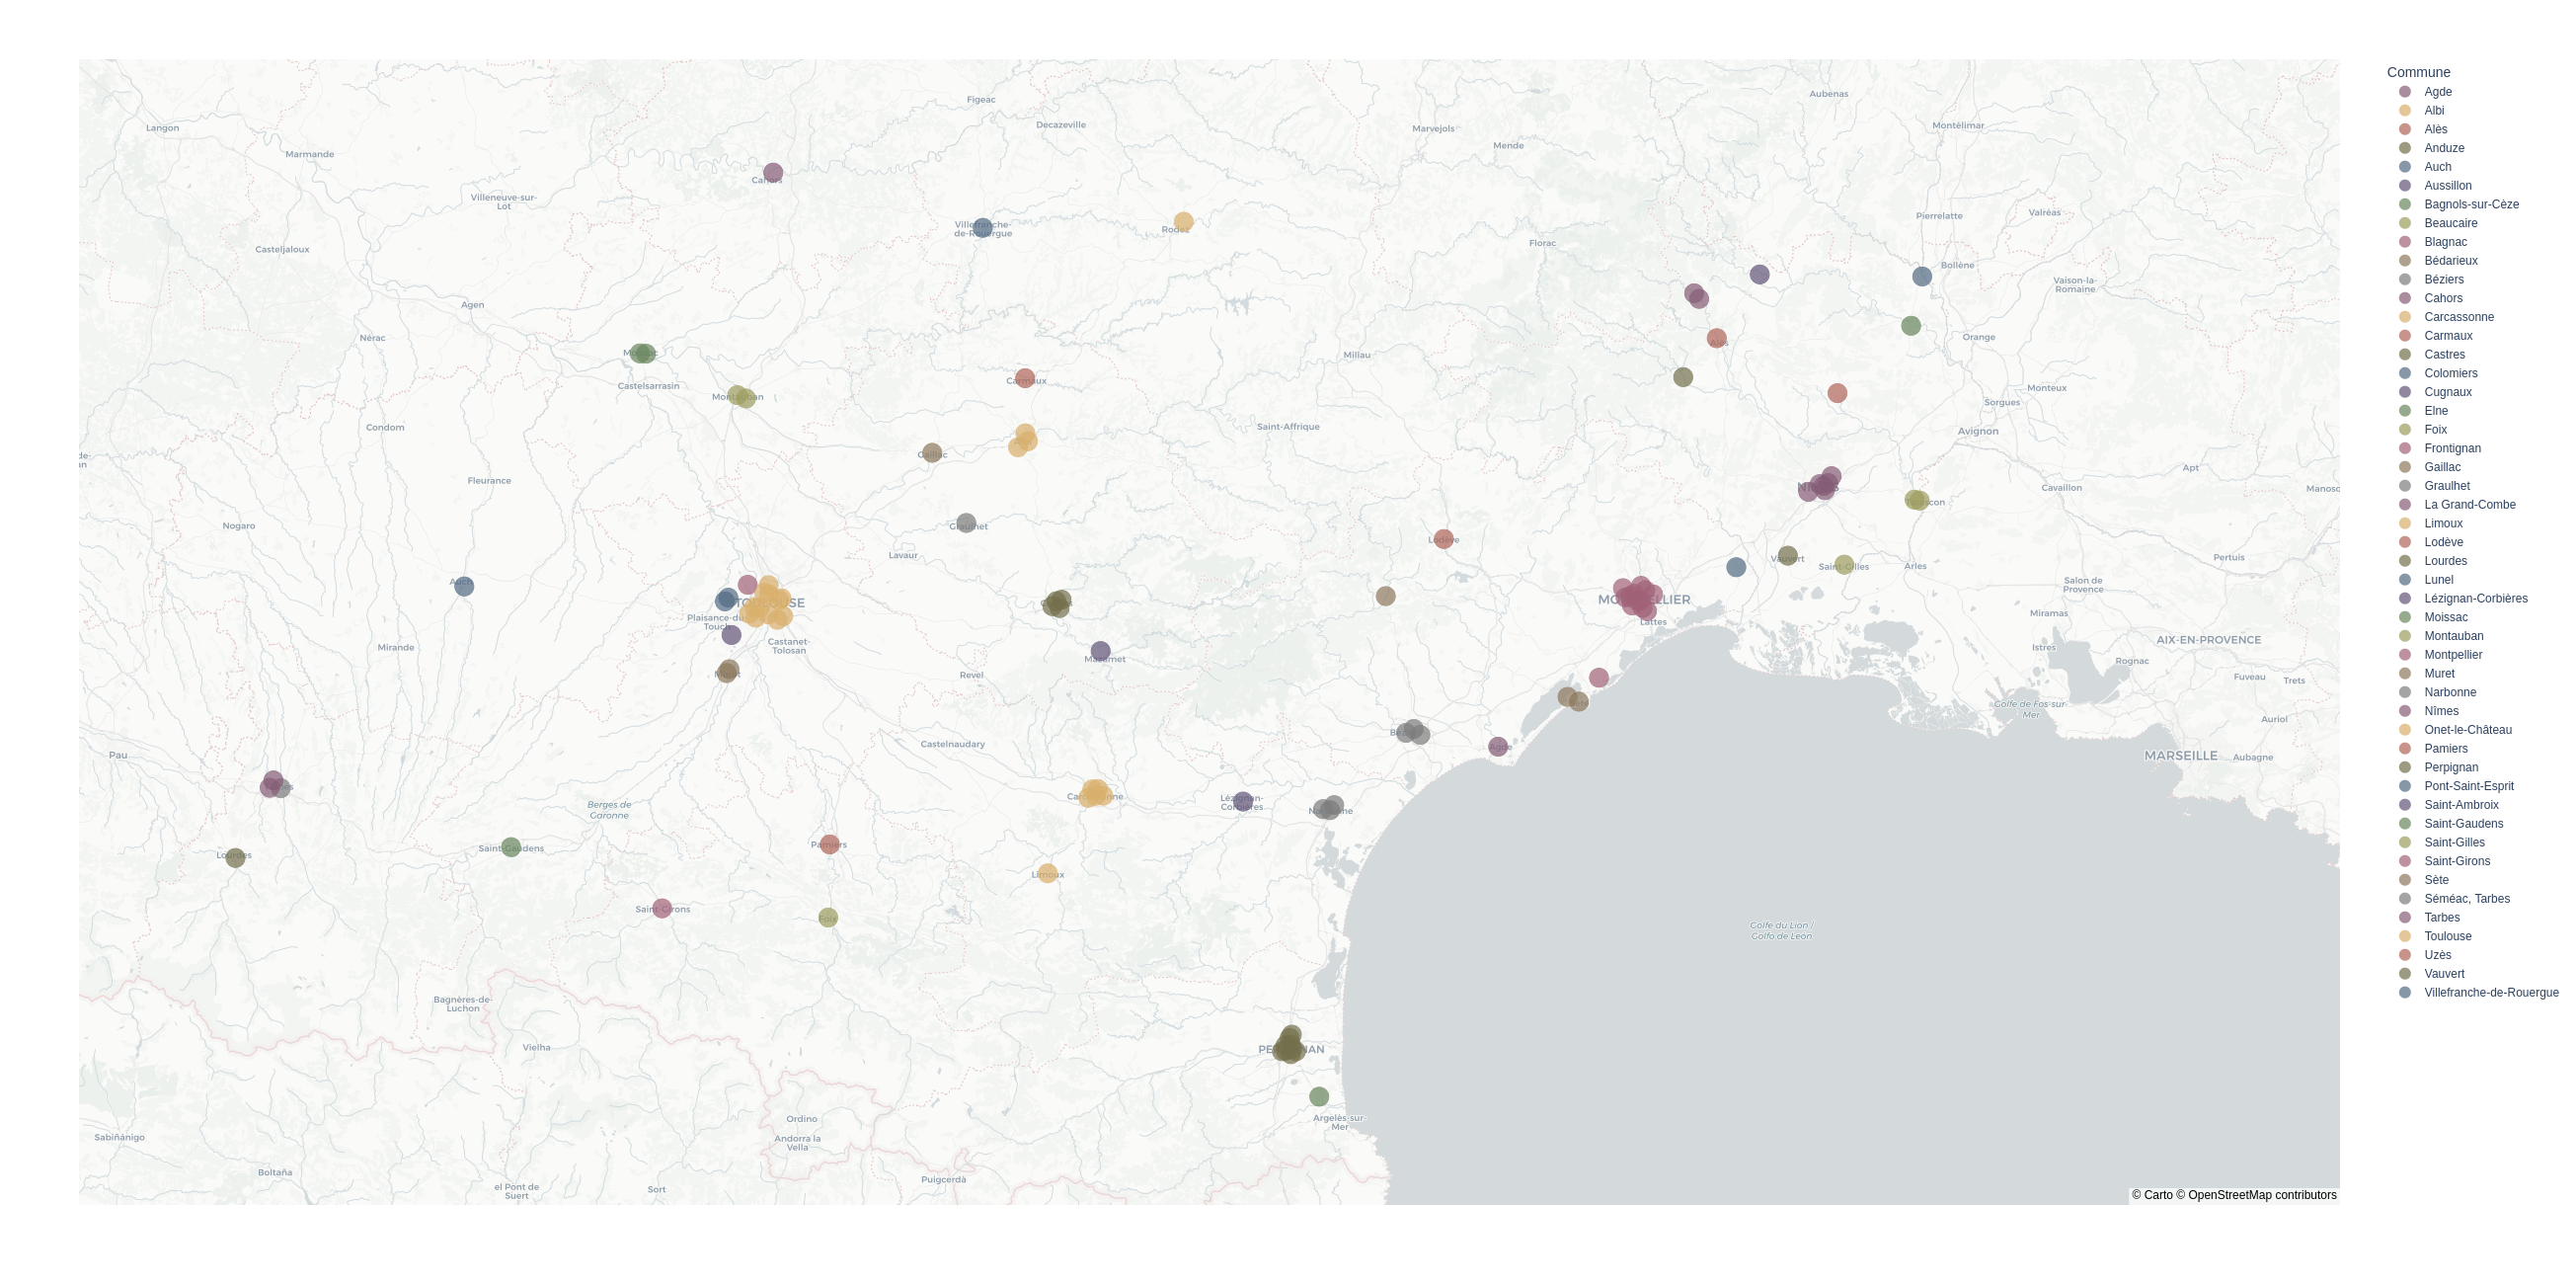 Figeac
Aubenas
Langon
Decazeville
Marvejols
Montélimar
Marmande
Mende
Cahors
Villeneuve-sur-
Lot
Pierrelatte
Valréas
Villefranche-
de-Rouergue
Rodez
Florac
Casteljaloux
Bollène
Vaison-la-
Romaine
Agen
Nérac
Orange
Alès
Millau
Castelsarrasin
Carmaux
Monteux
Montauban
Sorgues
Condom
Saint-Affrique
Avignon
Gaillac
Apt
Fleurance
Cavaillon
Manosq
Nogaro
Graulhet
Lodève
Lavaur
Vauvert
Saint-Gilles
Arles
Pertuis
Auch
Salon de
Provence
Miramas
Plaisance-du-
Touch
Lattes
Castanet-
Tolosan
AIX-EN-PROVENCE
Mirande
Istres
Mazamet
Rognac
Revel
Fuveau
Trets
Golfe de Fos-sur-
Mer
Auriol
Castelnaudary
Agde
Pau
MARSEILLE
Aubagne
Lézignan-
Corbières
Berges de
Garonne
Lourdes
Saint-Gaudens
Pamiers
Limoux
Saint-Girons
Golfe du Lion /
Golfo de León
Bagnères-de-
Luchon
Vielha
Ordino
Argelès-sur-
Mer
Sabiñánigo
Andorra la
Vella
Boltaña
el Pont de
Suert
Sort
Puigcerdà
© Carto © OpenStreetMap contributors
Commune
Agde
Albi
Alès
Anduze
Auch
Aussillon
Bagnols-sur-Cèze
Beaucaire
Blagnac
Bédarieux
Béziers
Cahors
Carcassonne
Carmaux
Castres
Colomiers
Cugnaux
Elne
Foix
Frontignan
Gaillac
Graulhet
La Grand-Combe
Limoux
Lodève
Lourdes
Lunel
Lézignan-Corbières
Moissac
Montauban
Montpellier
Muret
Narbonne
Nîmes
Onet-le-Château
Pamiers
Perpignan
Pont-Saint-Esprit
Saint-Ambroix
Saint-Gaudens
Saint-Gilles
Saint-Girons
Sète
Séméac, Tarbes
Tarbes
Toulouse
Uzès
Vauvert
Villefranche-de-Rouergue